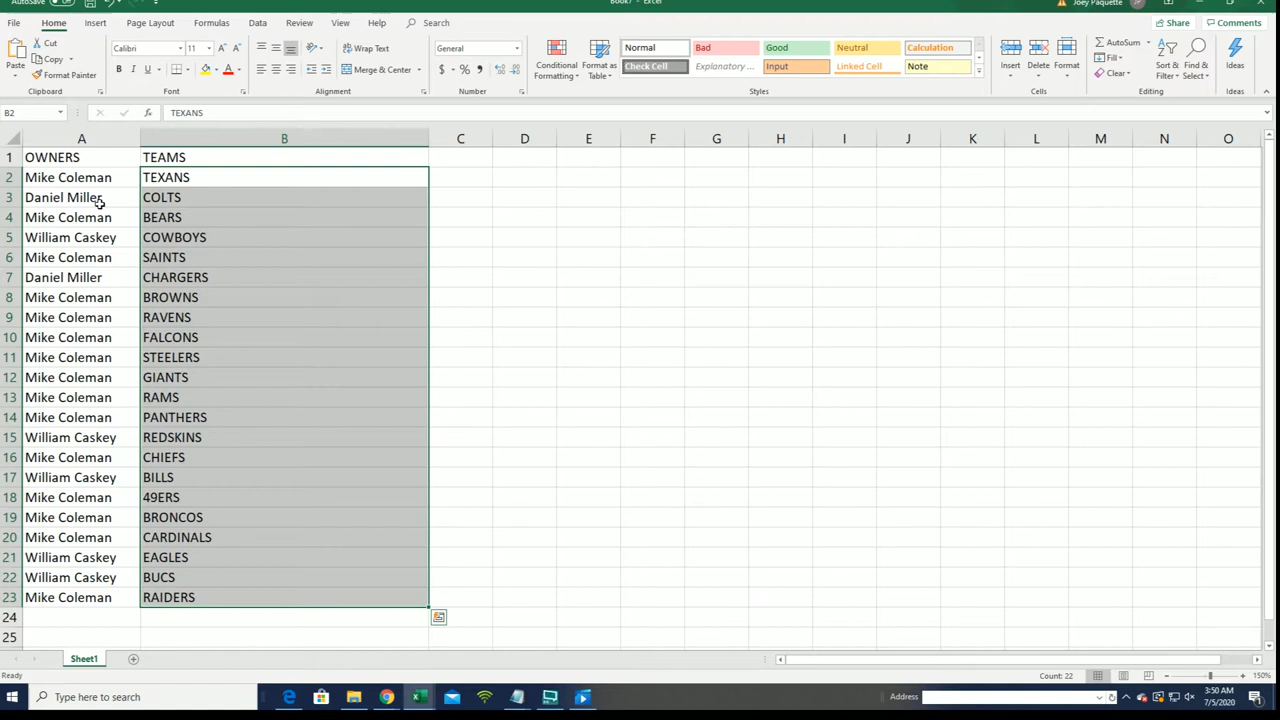 AutoSave Off Book7 - Excel Joey Paquette JP
File Home Insert Page Layout Formulas Data Review View Help Search Share Comments
Paste Cut Copy Format Painter Clipboard
Calibri 11 B I U Font
Wrap Text Merge & Center Alignment
General $ % Number
Conditional Formatting Format as Table
Normal Bad Good Neutral Calculation
Check Cell Explanatory ... Input Linked Cell Note
Styles
Insert Delete Format Cells
AutoSum Fill Clear Sort & Filter Find & Select Editing
Ideas Ideas
B2 fx TEXANS
A B C D E F G H I J K L M N O
1 OWNERS TEAMS
2 Mike Coleman TEXANS
3 Daniel Miller COLTS
4 Mike Coleman BEARS
5 William Caskey COWBOYS
6 Mike Coleman SAINTS
7 Daniel Miller CHARGERS
8 Mike Coleman BROWNS
9 Mike Coleman RAVENS
10 Mike Coleman FALCONS
11 Mike Coleman STEELERS
12 Mike Coleman GIANTS
13 Mike Coleman RAMS
14 Mike Coleman PANTHERS
15 William Caskey REDSKINS
16 Mike Coleman CHIEFS
17 William Caskey BILLS
18 Mike Coleman 49ERS
19 Mike Coleman BRONCOS
20 Mike Coleman CARDINALS
21 William Caskey EAGLES
22 William Caskey BUCS
23 Mike Coleman RAIDERS
24
25
Sheet1
Ready Count: 22 150%
Type here to search Address 3:50 AM
7/5/2020